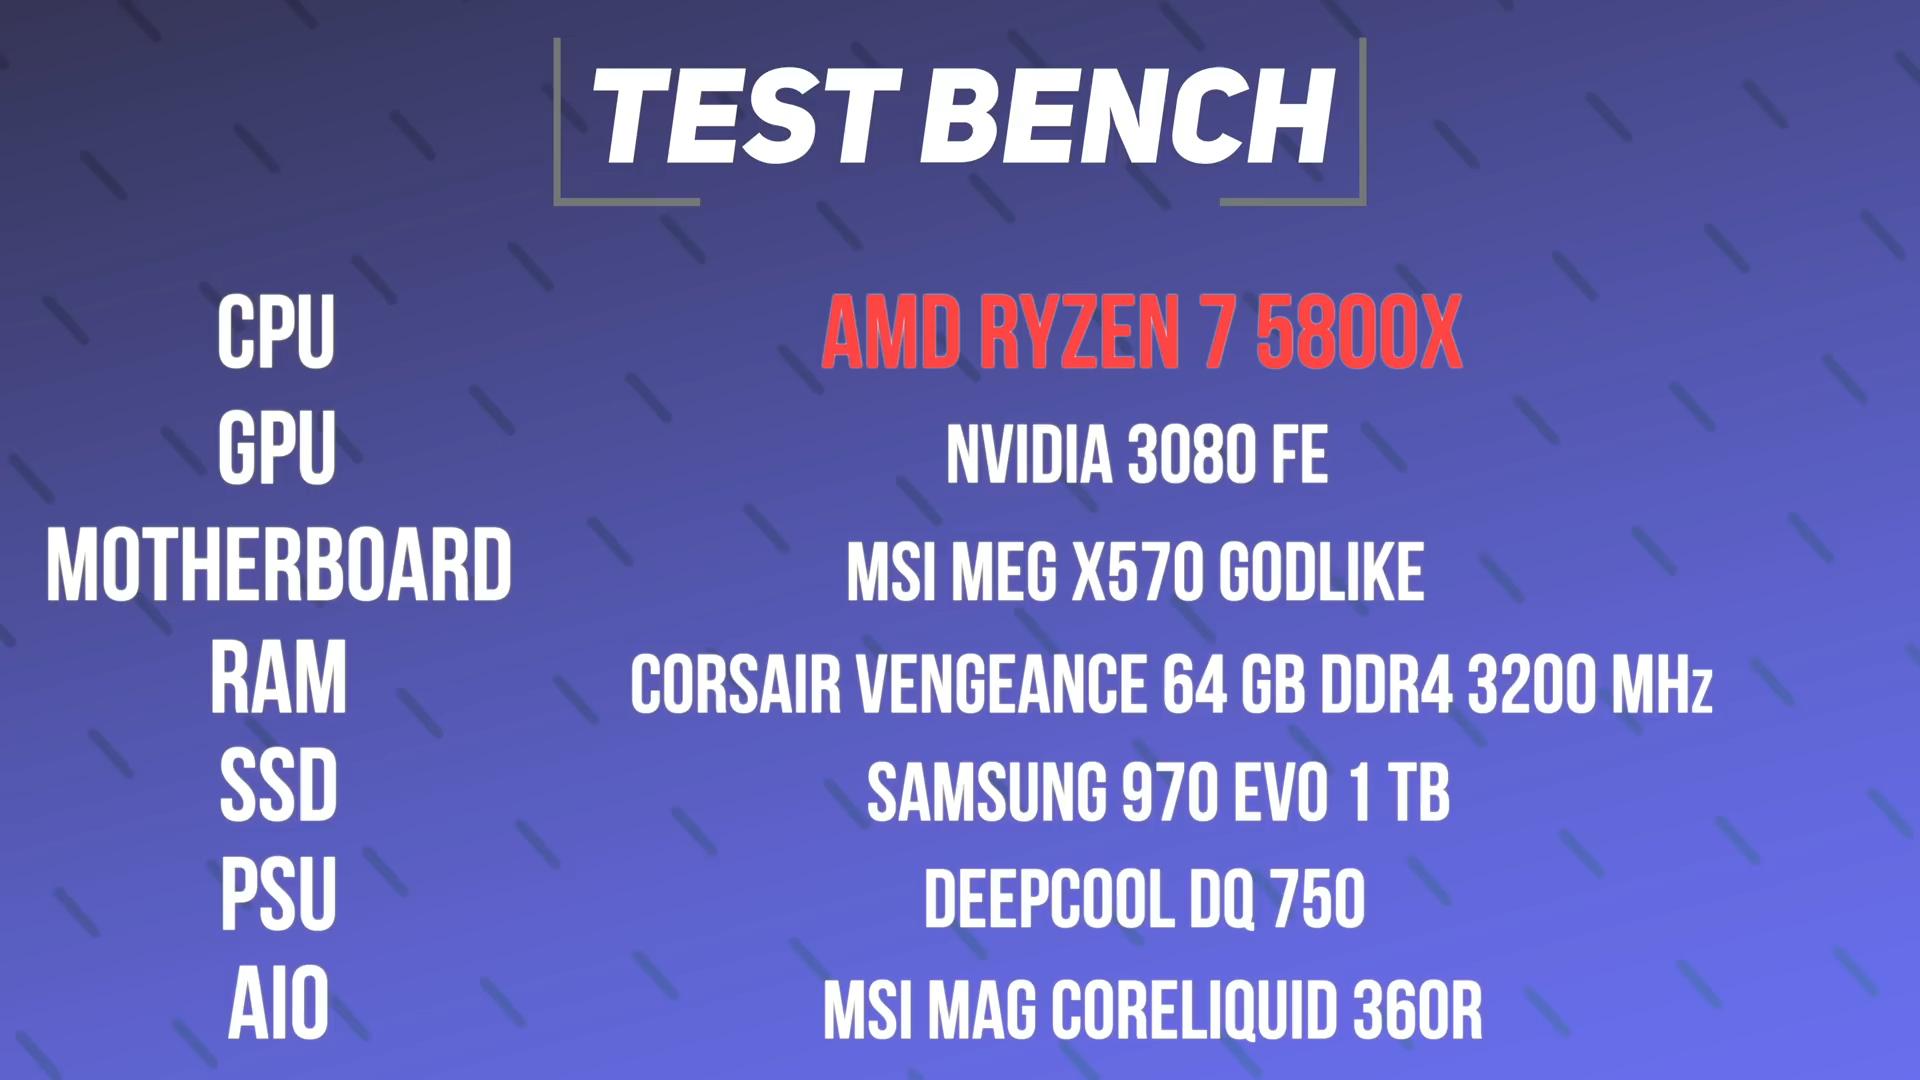 TEST BENCH
CPU AMD RYZEN 7 5800X
GPU NVIDIA 3080 FE
MOTHERBOARD MSI MEG X570 GODLIKE
RAM CORSAIR VENGEANCE 64 GB DDR4 3200 MHz
SSD SAMSUNG 970 EVO 1 TB
PSU DEEPCOOL DQ 750
AIO MSI MAG CORELIQUID 360R